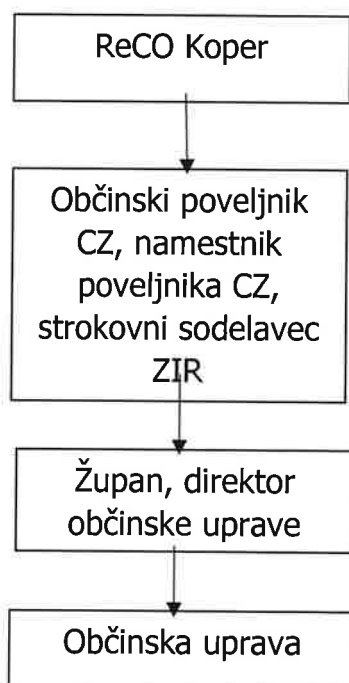 ReCO Koper
Občinski poveljnik
CZ, namestnik
poveljnika CZ,
strokovni sodelavec
ZIR
Župan, direktor
občinske uprave
Občinska uprava